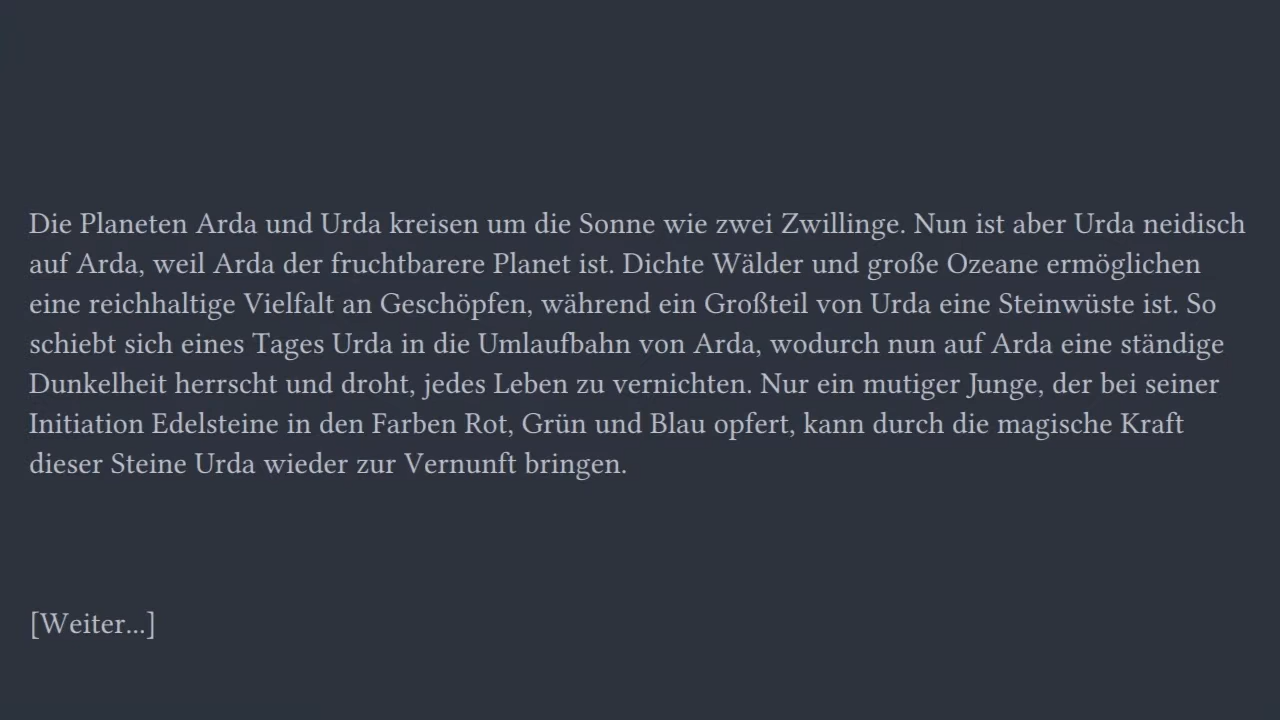 Die Planeten Arda und Urda kreisen um die Sonne wie zwei Zwillinge. Nun ist aber Urda neidisch
auf Arda, weil Arda der fruchtbarere Planet ist. Dichte Wälder und große Ozeane ermöglichen
eine reichhaltige Vielfalt an Geschöpfen, während ein Großteil von Urda eine Steinwüste ist. So
schiebt sich eines Tages Urda in die Umlaufbahn von Arda, wodurch nun auf Arda eine ständige
Dunkelheit herrscht und droht, jedes Leben zu vernichten. Nur ein mutiger Junge, der bei seiner
Initiation Edelsteine in den Farben Rot, Grün und Blau opfert, kann durch die magische Kraft
dieser Steine Urda wieder zur Vernunft bringen.
[Weiter...]